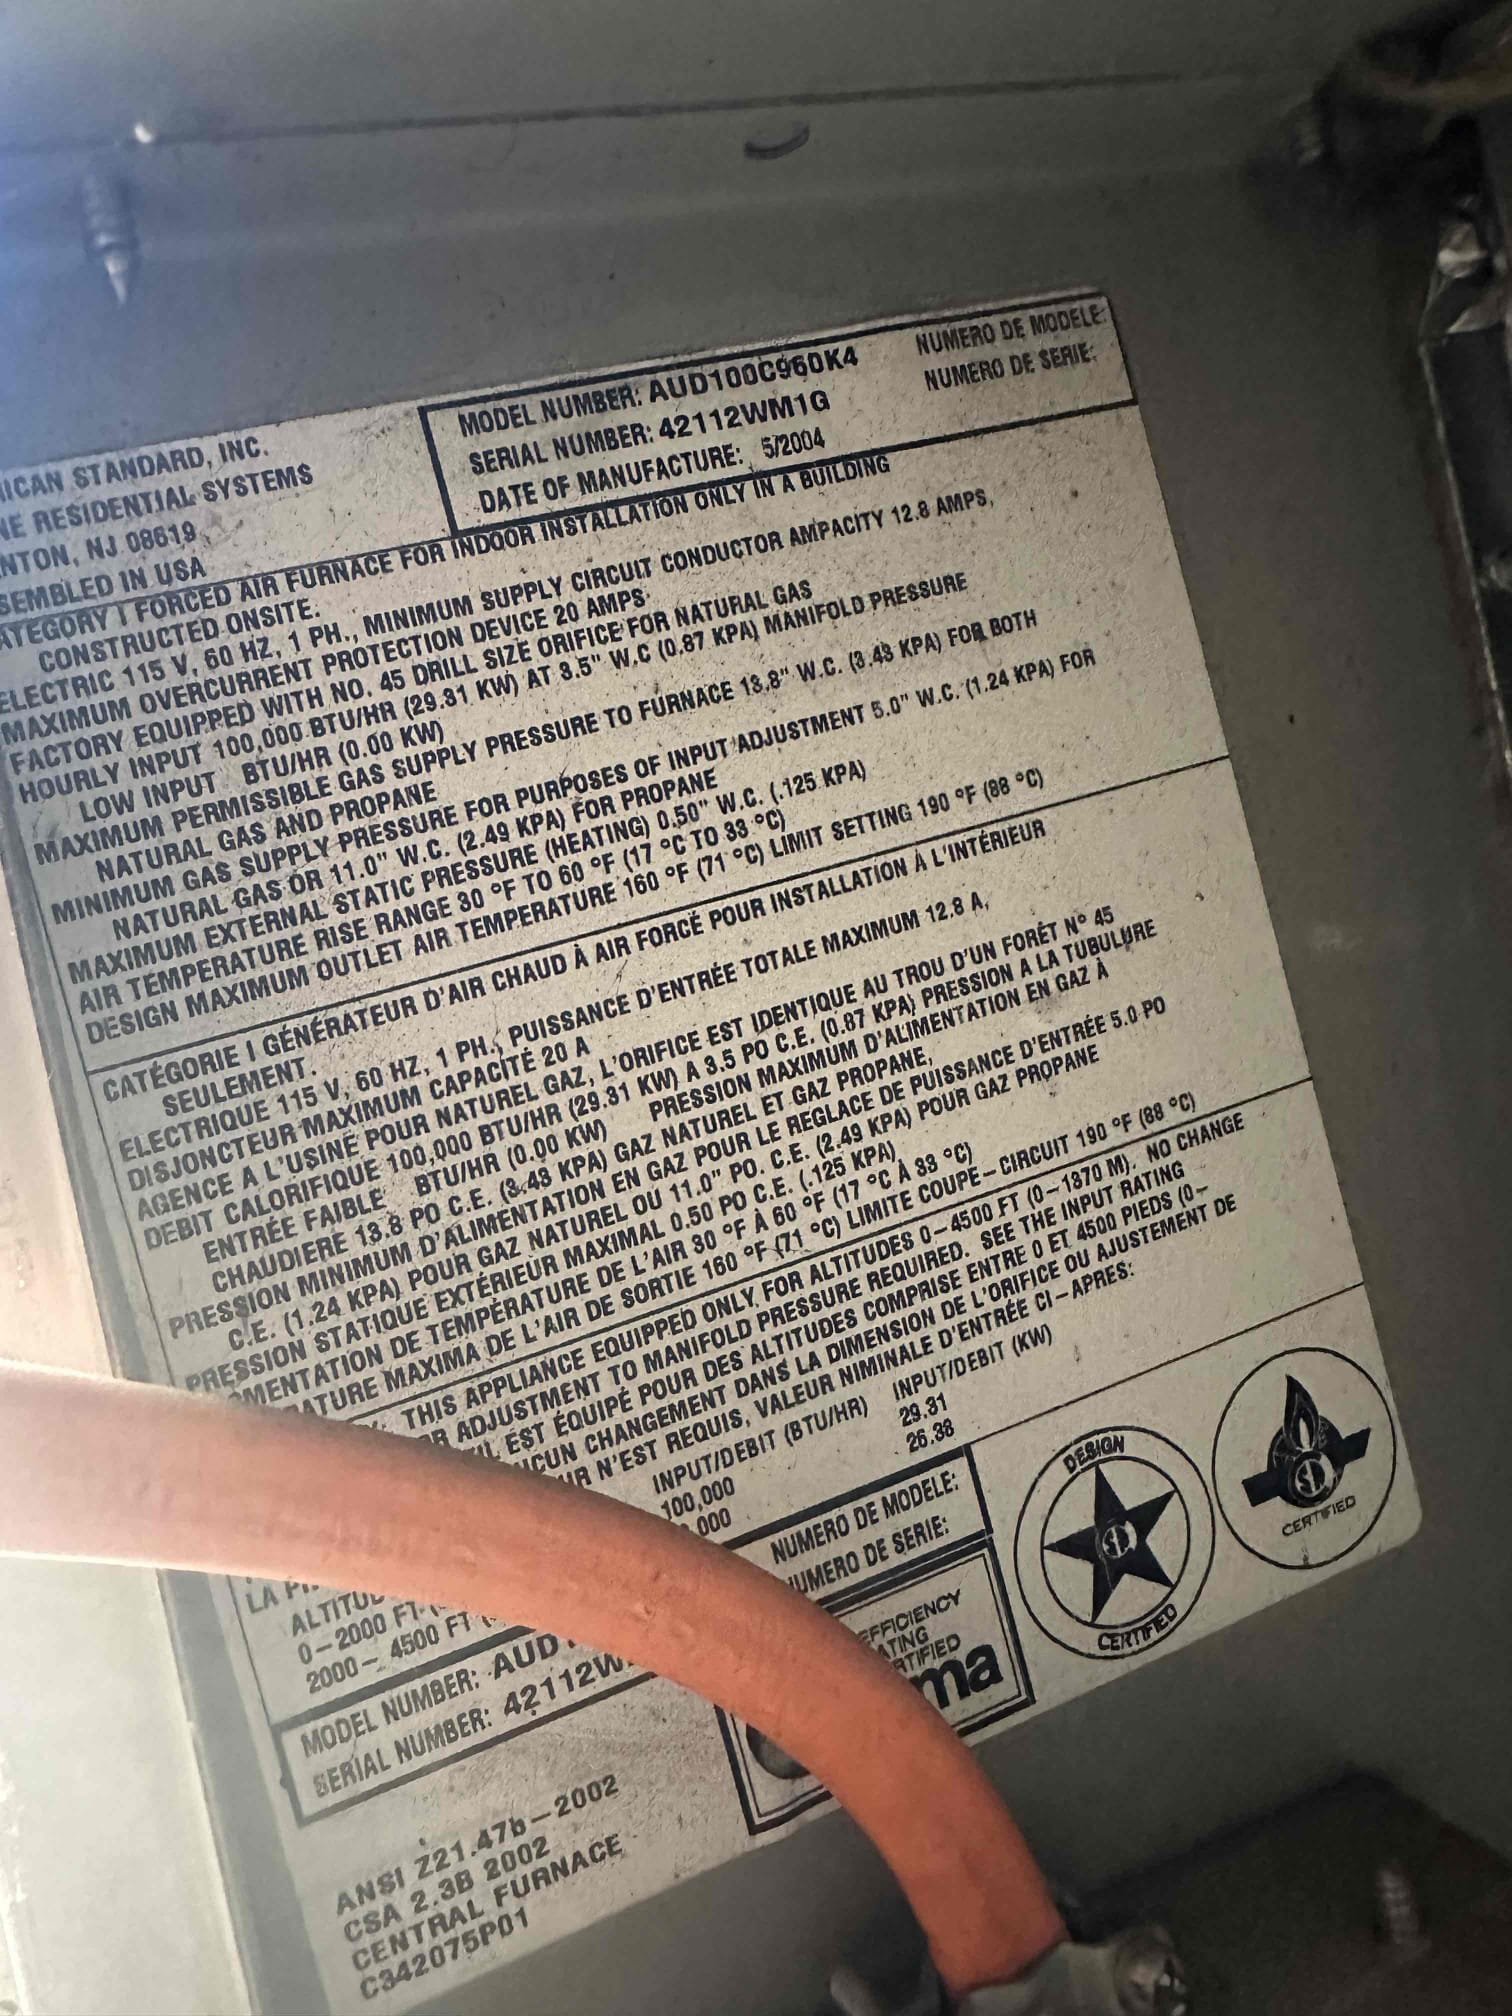 ICAN STANDARD, INC.
NE RESIDENTIAL SYSTEMS
NTON, NJ 08619
SEMBLED IN USA
MODEL NUMBER: AUD100C960K4
NUMERO DE MODELE:
SERIAL NUMBER: 42112WM1G
NUMERO DE SERIE:
DATE OF MANUFACTURE: 5/2004
ATEGORY I FORCED AIR FURNACE FOR INDOOR INSTALLATION ONLY IN A BUILDING
CONSTRUCTED ONSITE.
ELECTRIC 115 V, 60 HZ, 1 PH., MINIMUM SUPPLY CIRCUIT CONDUCTOR AMPACITY 12.8 AMPS,
MAXIMUM OVERCURRENT PROTECTION DEVICE 20 AMPS
FACTORY EQUIPPED WITH NO. 45 DRILL SIZE ORIFICE FOR NATURAL GAS
HOURLY INPUT 100,000 BTU/HR (29.31 KW) AT 3.5" W.C (0.87 KPA) MANIFOLD PRESSURE
LOW INPUT BTU/HR (0.00 KW)
MAXIMUM PERMISSIBLE GAS SUPPLY PRESSURE TO FURNACE 13.8" W.C. (3.43 KPA) FOR BOTH
NATURAL GAS AND PROPANE
MINIMUM GAS SUPPLY PRESSURE FOR PURPOSES OF INPUT ADJUSTMENT 5.0" W.C. (1.24 KPA) FOR
NATURAL GAS OR 11.0" W.C. (2.49 KPA) FOR PROPANE
MAXIMUM EXTERNAL STATIC PRESSURE (HEATING) 0.50" W.C. (.125 KPA)
AIR TEMPERATURE RISE RANGE 30 °F TO 60 °F (17 °C TO 33 °C)
DESIGN MAXIMUM OUTLET AIR TEMPERATURE 160 °F (71 °C) LIMIT SETTING 190 °F (88 °C)
CATÉGORIE I GÉNÉRATEUR D'AIR CHAUD À AIR FORCÉ POUR INSTALLATION À L'INTÉRIEUR
SEULEMENT.
ELECTRIQUE 115 V, 60 HZ, 1 PH., PUISSANCE D'ENTRÉE TOTALE MAXIMUM 12.8 A,
DISJONCTEUR MAXIMUM CAPACITÉ 20 A
AGENCE A L'USINE POUR NATUREL GAZ, L'ORIFICE EST IDENTIQUE AU TROU D'UN FORÊT N° 45
DEBIT CALORIFIQUE 100,000 BTU/HR (29.31 KW) A 3.5 PO C.E. (0.87 KPA) PRESSION A LA TUBULURE
ENTRÉE FAIBLE BTU/HR (0.00 KW) PRESSION MAXIMUM D'ALIMENTATION EN GAZ À
CHAUDIERE 13.8 PO C.E. (3.43 KPA) GAZ NATUREL ET GAZ PROPANE,
PRESSION MINIMUM D'ALIMENTATION EN GAZ POUR LE REGLACE DE PUISSANCE D'ENTRÉE 5.0 PO
C.E. (1.24 KPA) POUR GAZ NATUREL OU 11.0" PO. C.E. (2.49 KPA) POUR GAZ PROPANE
PRESSION STATIQUE EXTÉRIEUR MAXIMAL 0.50 PO C.E. (.125 KPA),
MENTATION DE TEMPÉRATURE DE L'AIR 30 °F À 60 °F (17 °C À 33 °C)
ATURE MAXIMA DE L'AIR DE SORTIE 160 °F (71 °C) LIMITE COUPE-CIRCUIT 190 °F (88 °C)
THIS APPLIANCE EQUIPPED ONLY FOR ALTITUDES 0-4500 FT (0-1370 M). NO CHANGE
R ADJUSTMENT TO MANIFOLD PRESSURE REQUIRED. SEE THE INPUT RATING
IL EST ÉQUIPÉ POUR DES ALTITUDES COMPRISE ENTRE 0 ET 4500 PIEDS (0-
UCUN CHANGEMENT DANS LA DIMENSION DE L'ORIFICE OU AJUSTEMENT DE
LA
UR N'EST REQUIS, VALEUR NIMINALE D'ENTRÉE CI-APRES:
ALTITUD
INPUT/DEBIT (BTU/HR)
INPUT/DEBIT (KW)
0-2000 FT
100,000
29.31
2000-4500 FT
,000
26.38
MODEL NUMBER: AUD
NUMERO DE MODELE:
SERIAL NUMBER: 42112W
NUMERO DE SERIE:
ANSI Z21.47b-2002
CSA 2.3B 2002
CENTRAL FURNACE
C342075P01
EFFICIENCY
RATING
CERTIFIED
ma
DESIGN
CERTIFIED
CERTIFIED